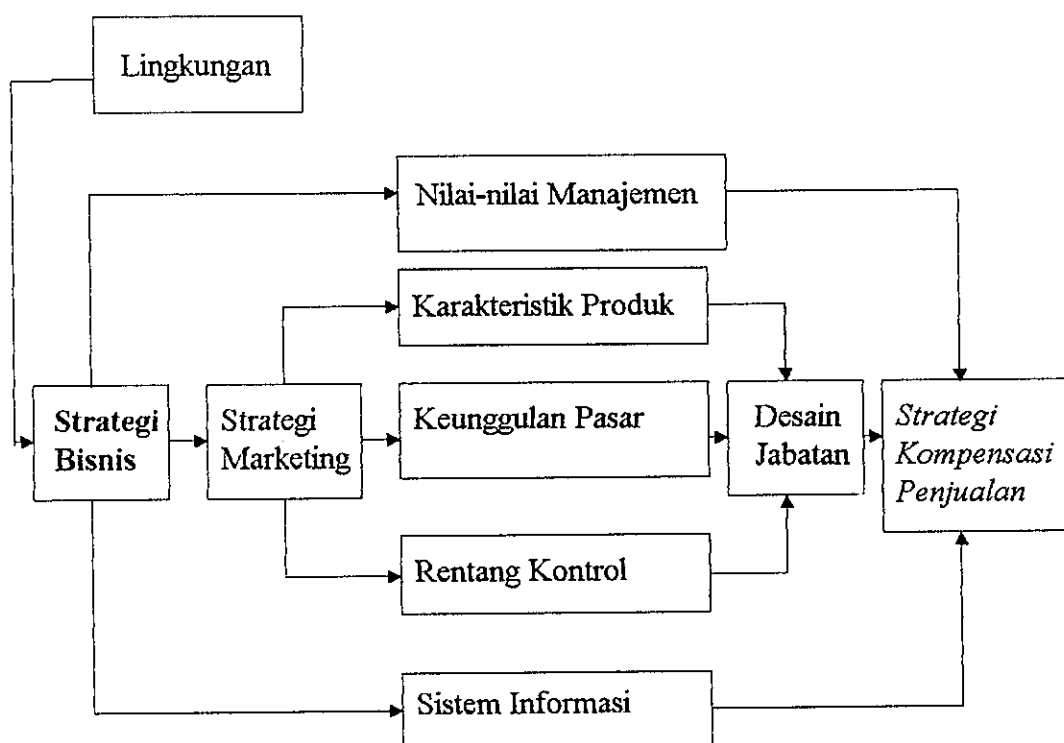 Lingkungan
Nilai-nilai Manajemen
Karakteristik Produk
Strategi
Bisnis
Strategi
Marketing
Keunggulan Pasar
Desain
Jabatan
Strategi
Kompensasi
Penjualan
Rentang Kontrol
Sistem Informasi